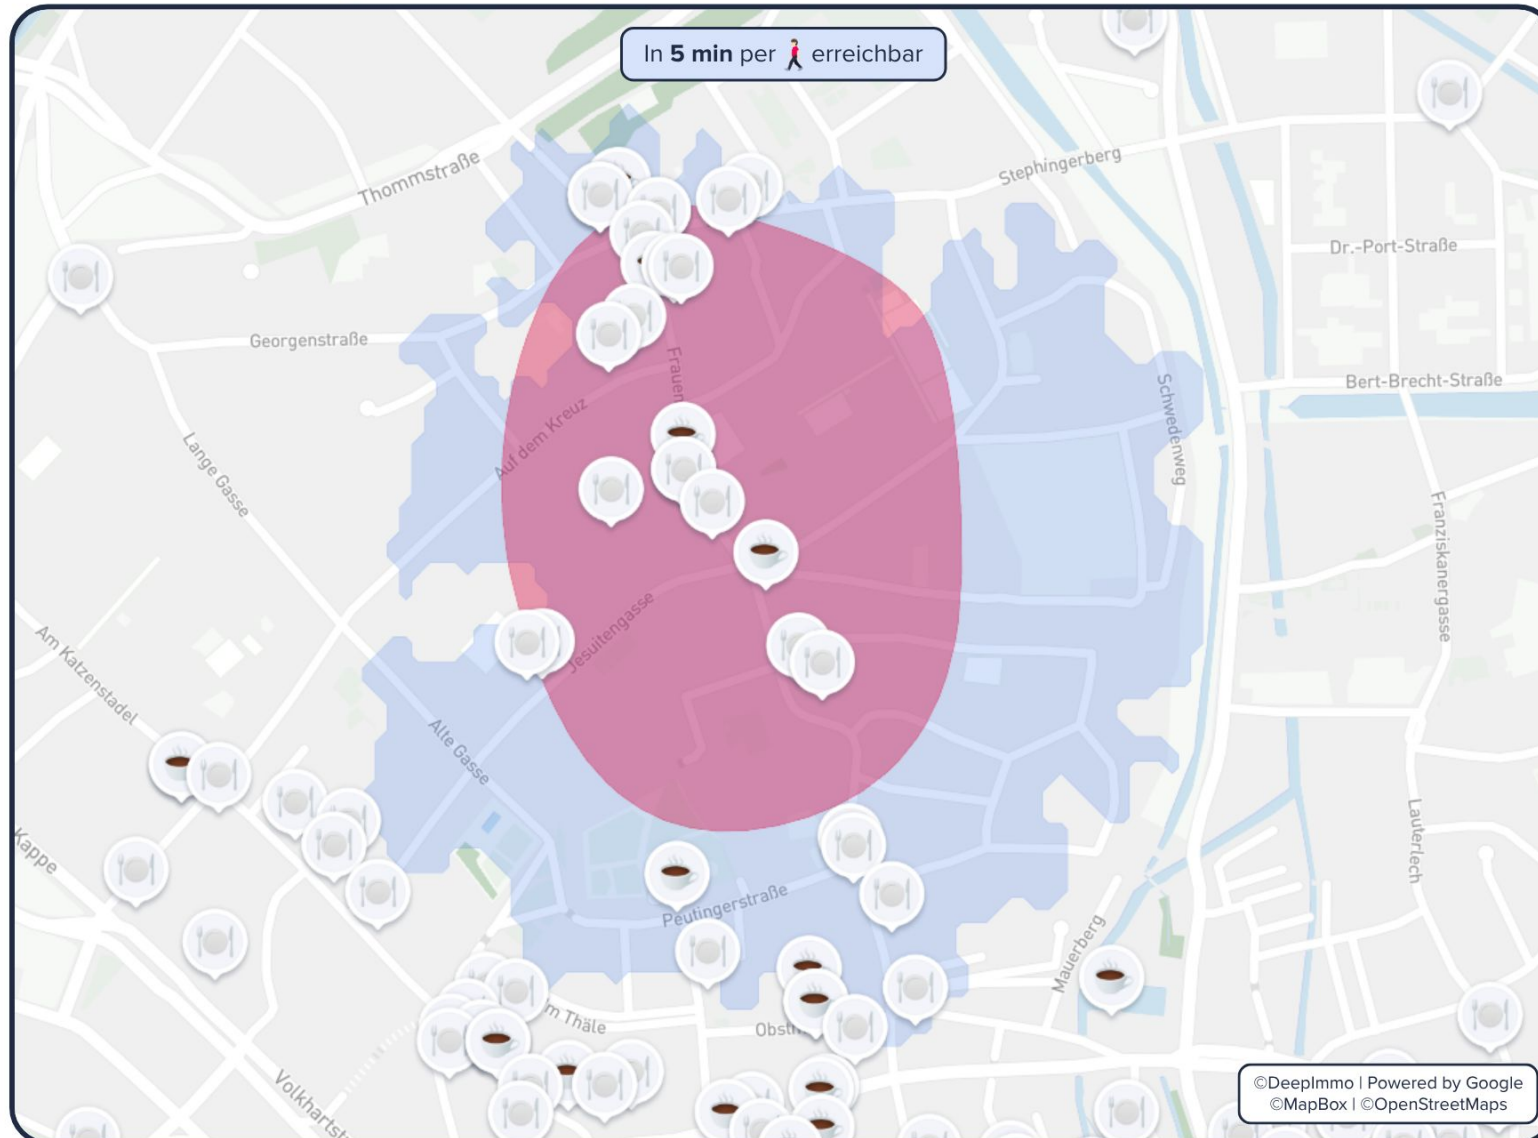 In 5 min per erreichbar
Thommstraße
Stephingerberg
Dr.-Port-Straße
Georgenstraße
Bert-Brecht-Straße
Frauen
Schwedenweg
Auf dem Kreuz
Lange Gasse
Franziskanergasse
Jesuitengasse
Am Katzenstadel
Alte Gasse
Kappe
Lauterlech
Peutingerstraße
Mauerberg
m Thäle
Obstm
Volkhartst
©DeepImmo | Powered by Google
©MapBox | ©OpenStreetMaps